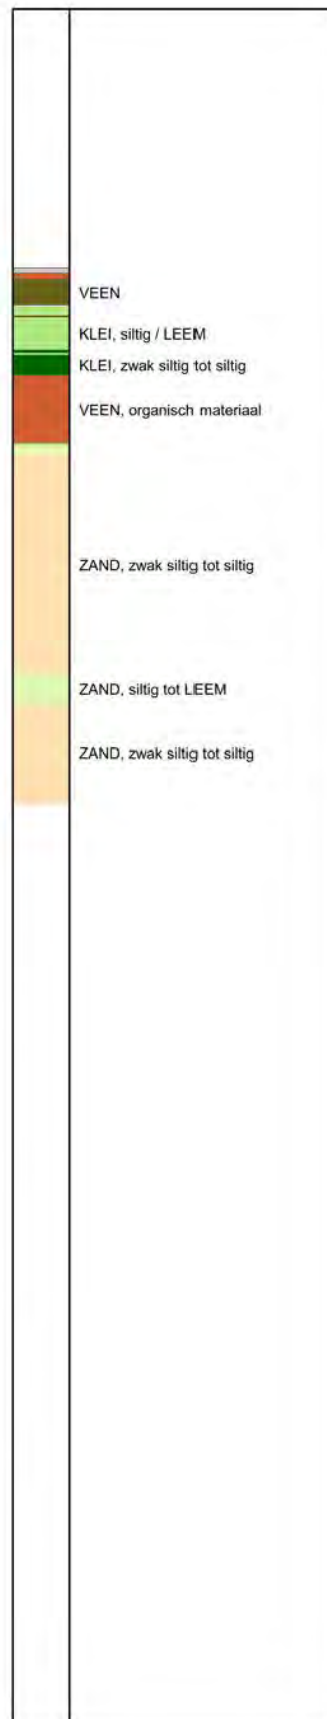 VEEN
KLEI, siltig / LEEM
KLEI, zwak siltig tot siltig
VEEN, organisch materiaal
ZAND, zwak siltig tot siltig
ZAND, siltig tot LEEM
ZAND, zwak siltig tot siltig